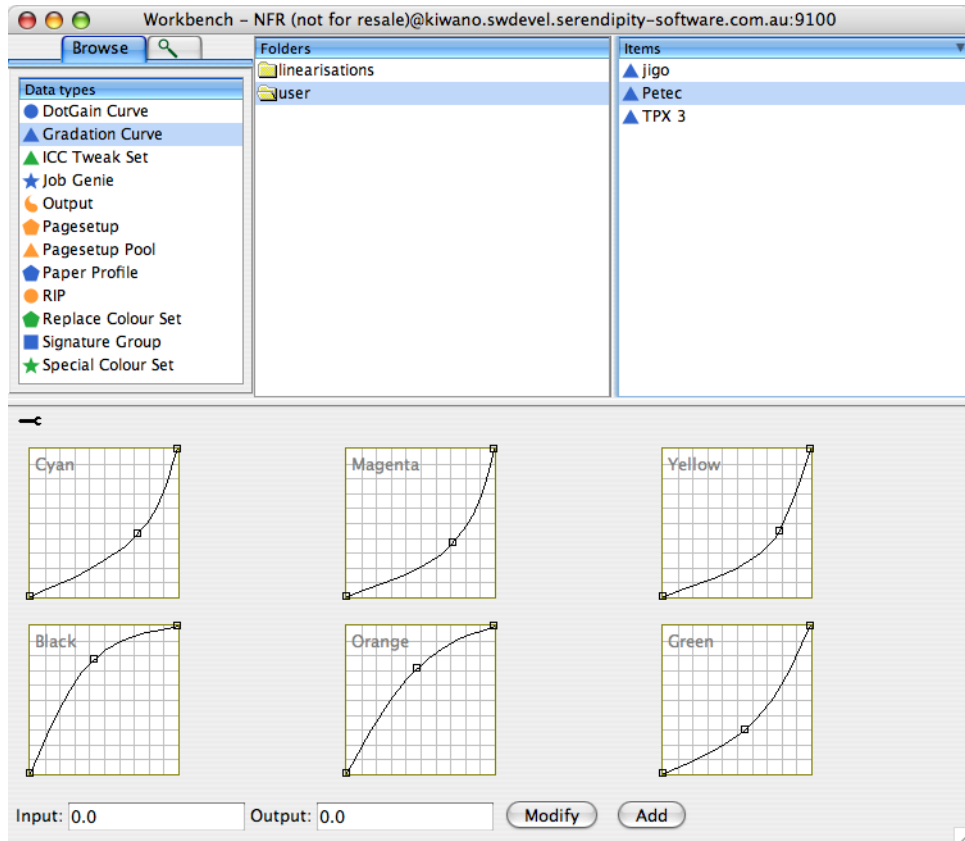 Workbench – NFR (not for resale)@kiwano.swdevel.serendipity-software.com.au:9100
Browse
Data types
DotGain Curve
Gradation Curve
ICC Tweak Set
Job Genie
Output
Pagesetup
Pagesetup Pool
Paper Profile
RIP
Replace Colour Set
Signature Group
Special Colour Set
Folders
linearisations
user
Items
jigo
Petec
TPX 3
Cyan
Magenta
Yellow
Black
Orange
Green
Input: 0.0 Output: 0.0 Modify Add